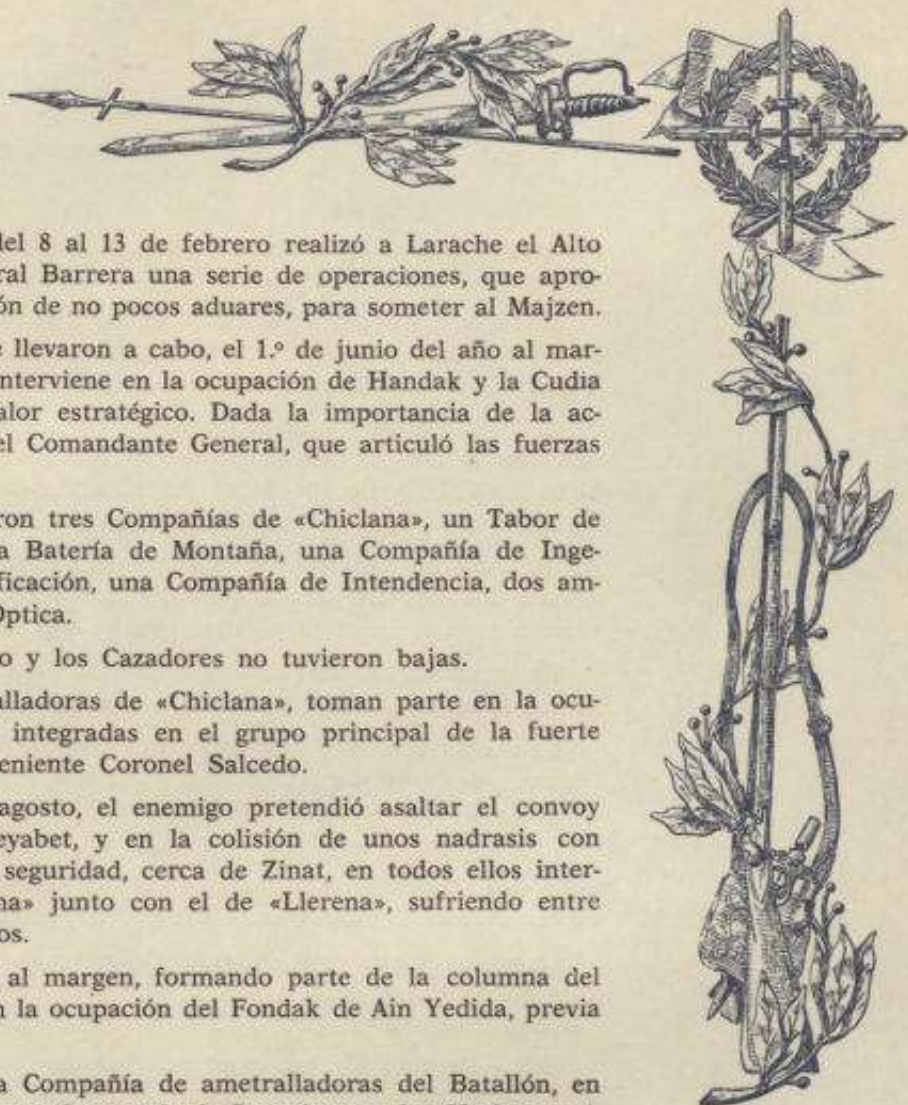 del 8 al 13 de febrero realizó a Larache el Alto
ral Barrera una serie de operaciones, que apro-
ón de no pocos aduares, para someter al Majzen.
e llevaron a cabo, el 1.º de junio del año al mar-
interviene en la ocupación de Handak y la Cudia
alor estratégico. Dada la importancia de la ac-
el Comandante General, que articuló las fuerzas
ron tres Compañías de «Chiclana», un Tabor de
a Batería de Montaña, una Compañía de Inge-
ficación, una Compañía de Intendencia, dos am-
Optica.
o y los Cazadores no tuvieron bajas.
alladoras de «Chiclana», toman parte en la ocu-
integradas en el grupo principal de la fuerte
eniente Coronel Salcedo.
agosto, el enemigo pretendió asaltar el convoy
eyabet, y en la colisión de unos nadrasis con
seguridad, cerca de Zinat, en todos ellos inter-
na» junto con el de «Llerena», sufriendo entre
os.
al margen, formando parte de la columna del
n la ocupación del Fondak de Ain Yedida, previa
a Compañía de ametralladoras del Batallón, en